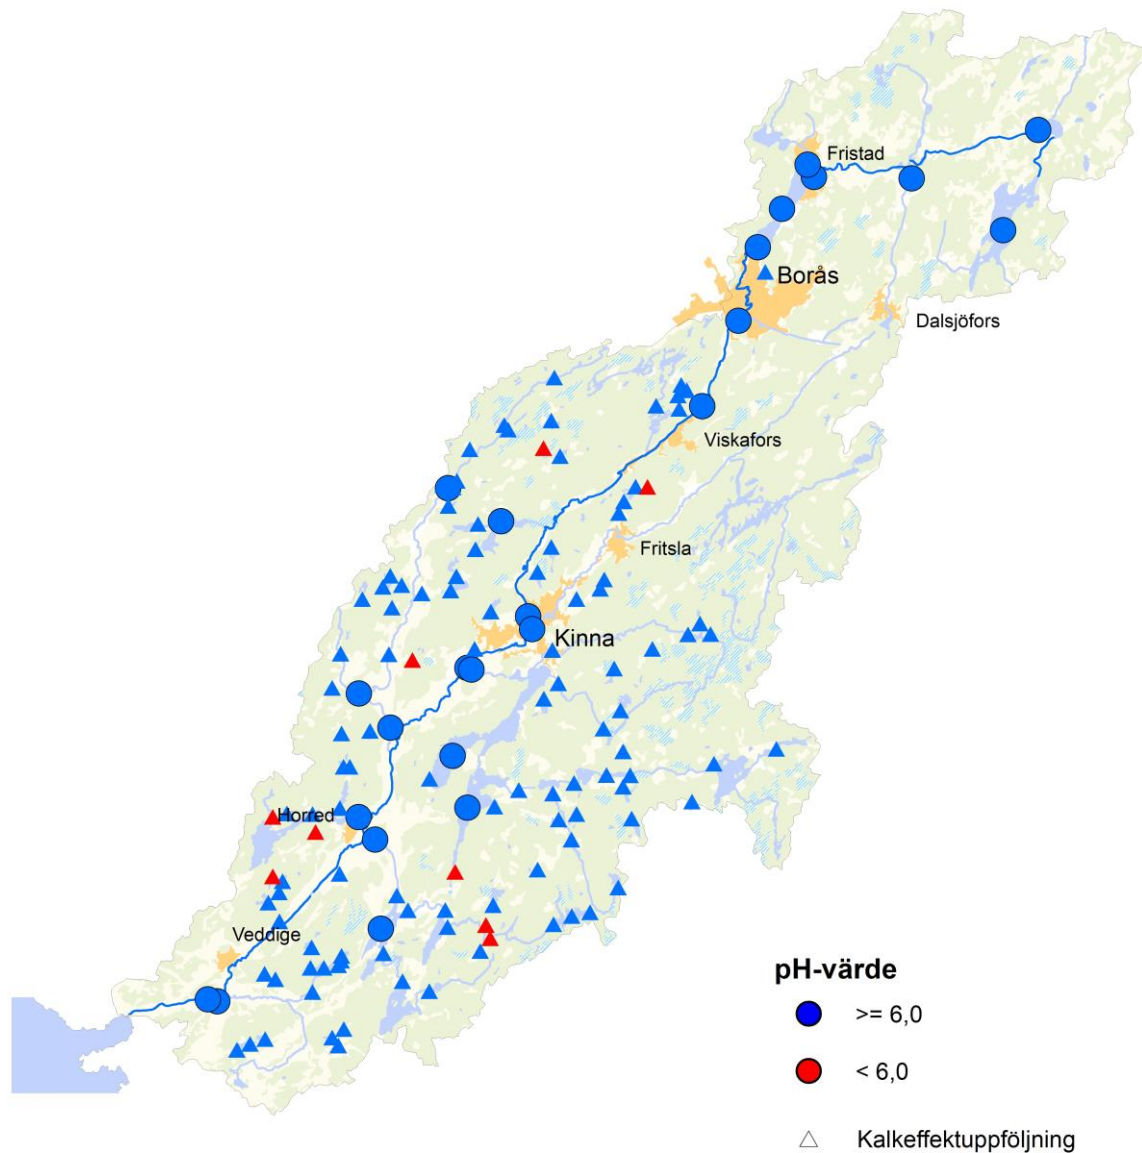 Fristad
Borås
Dalsjöfors
Viskafors
Fritsla
Kinna
Horred
Veddige
pH-värde
>= 6,0
< 6,0
Kalkeffektuppföljning